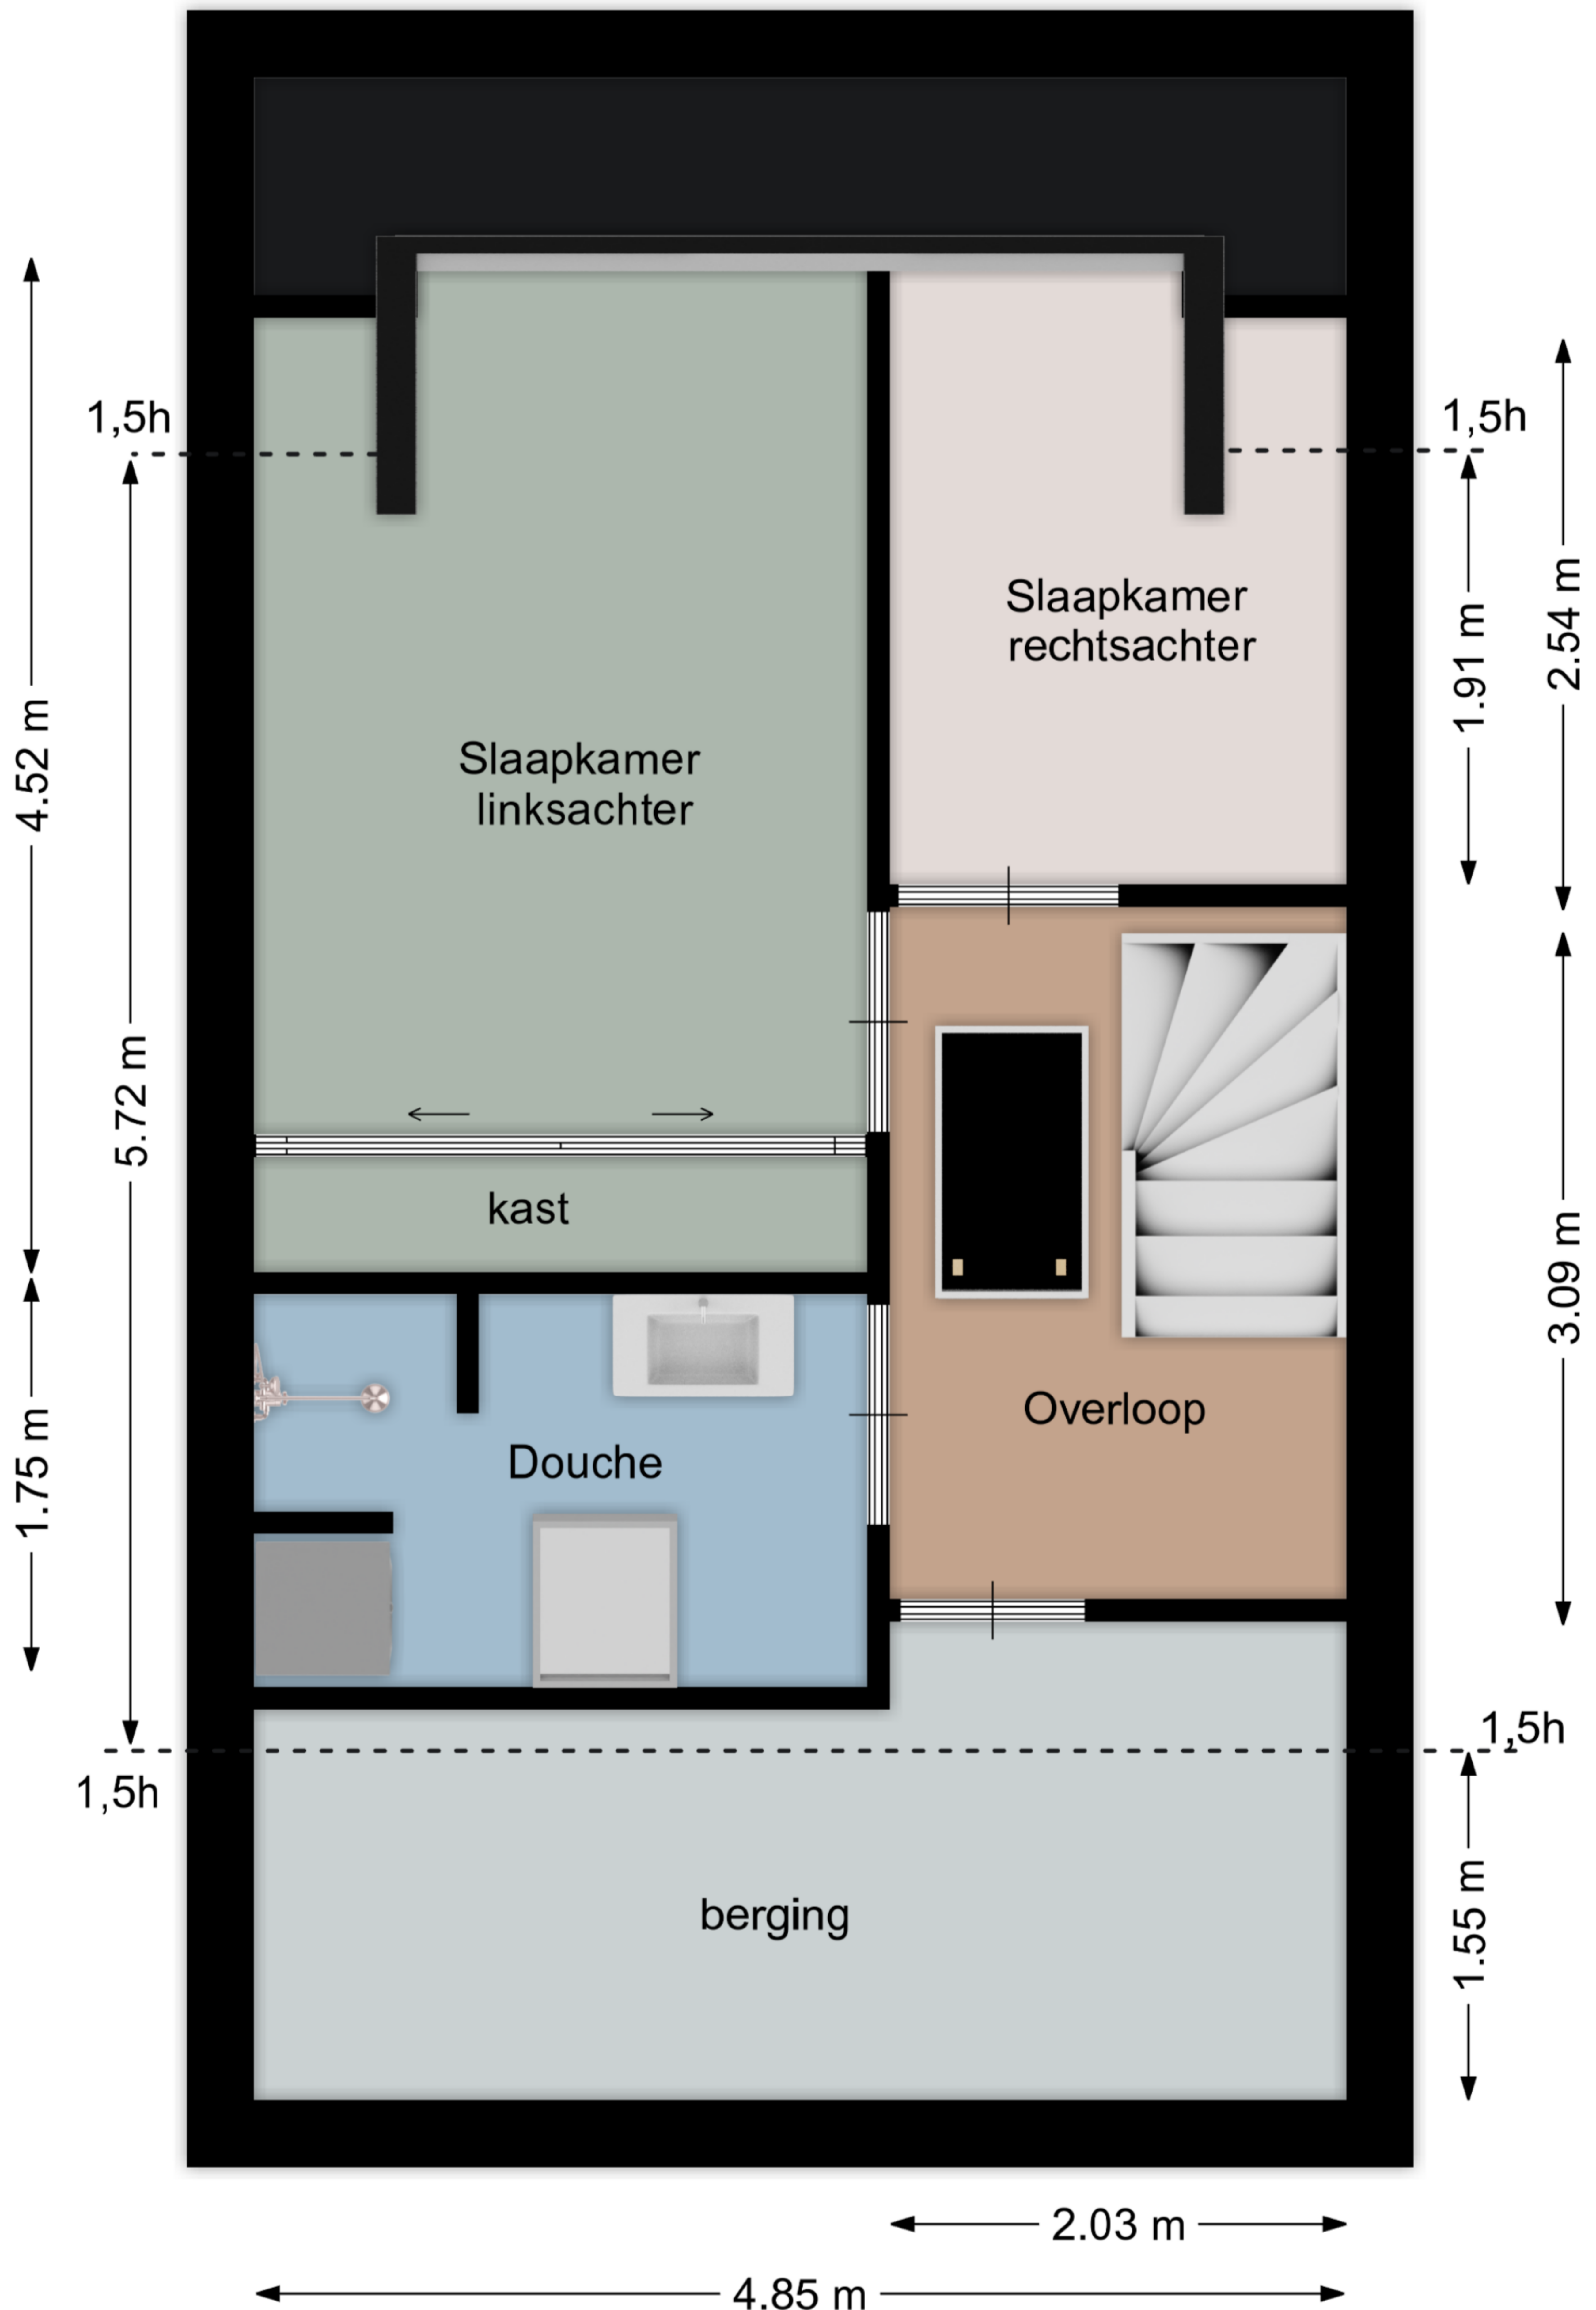 1,5h
1,5h
Slaapkamer
rechtsachter
2.54 m
1.91 m
4.52 m
Slaapkamer
linksachter
5.72 m
kast
3.09 m
Overloop
Douche
1.75 m
1,5h
1,5h
berging
1.55 m
2.03 m
4.85 m